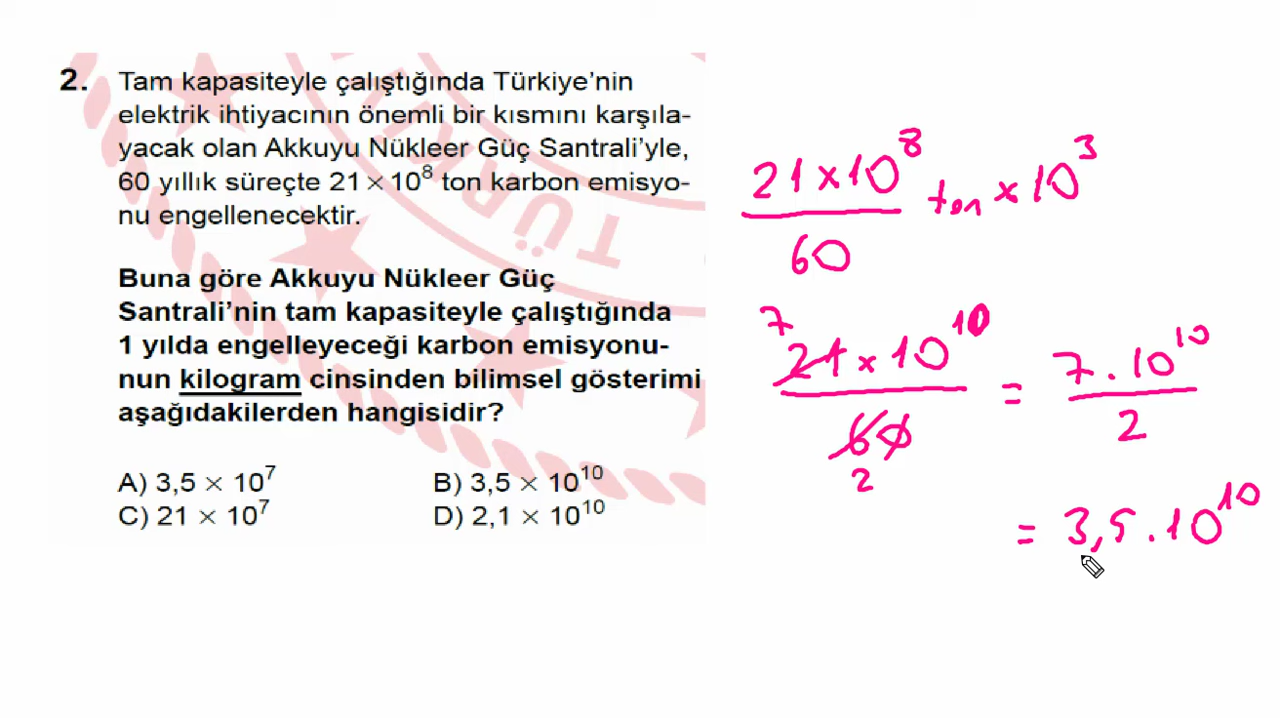 2. Tam kapasiteyle çalıştığında Türkiye’nin
elektrik ihtiyacının önemli bir kısmını karşıla-
yacak olan Akkuyu Nükleer Güç Santrali’yle,
60 yıllık süreçte 21 × 10⁸ ton karbon emisyo-
nu engellenecektir.
Buna göre Akkuyu Nükleer Güç
Santrali’nin tam kapasiteyle çalıştığında
1 yılda engelleyeceği karbon emisyonu-
nun kilogram cinsinden bilimsel gösterimi
aşağıdakilerden hangisidir?
A) 3,5 × 10⁷ B) 3,5 × 10¹⁰
C) 21 × 10⁷ D) 2,1 × 10¹⁰
TÜRKİ
21 × 10⁸ ton × 10³
60
7
21 × 10¹⁰ = 7 . 10¹⁰
60 2
2
= 3,5 . 10¹⁰